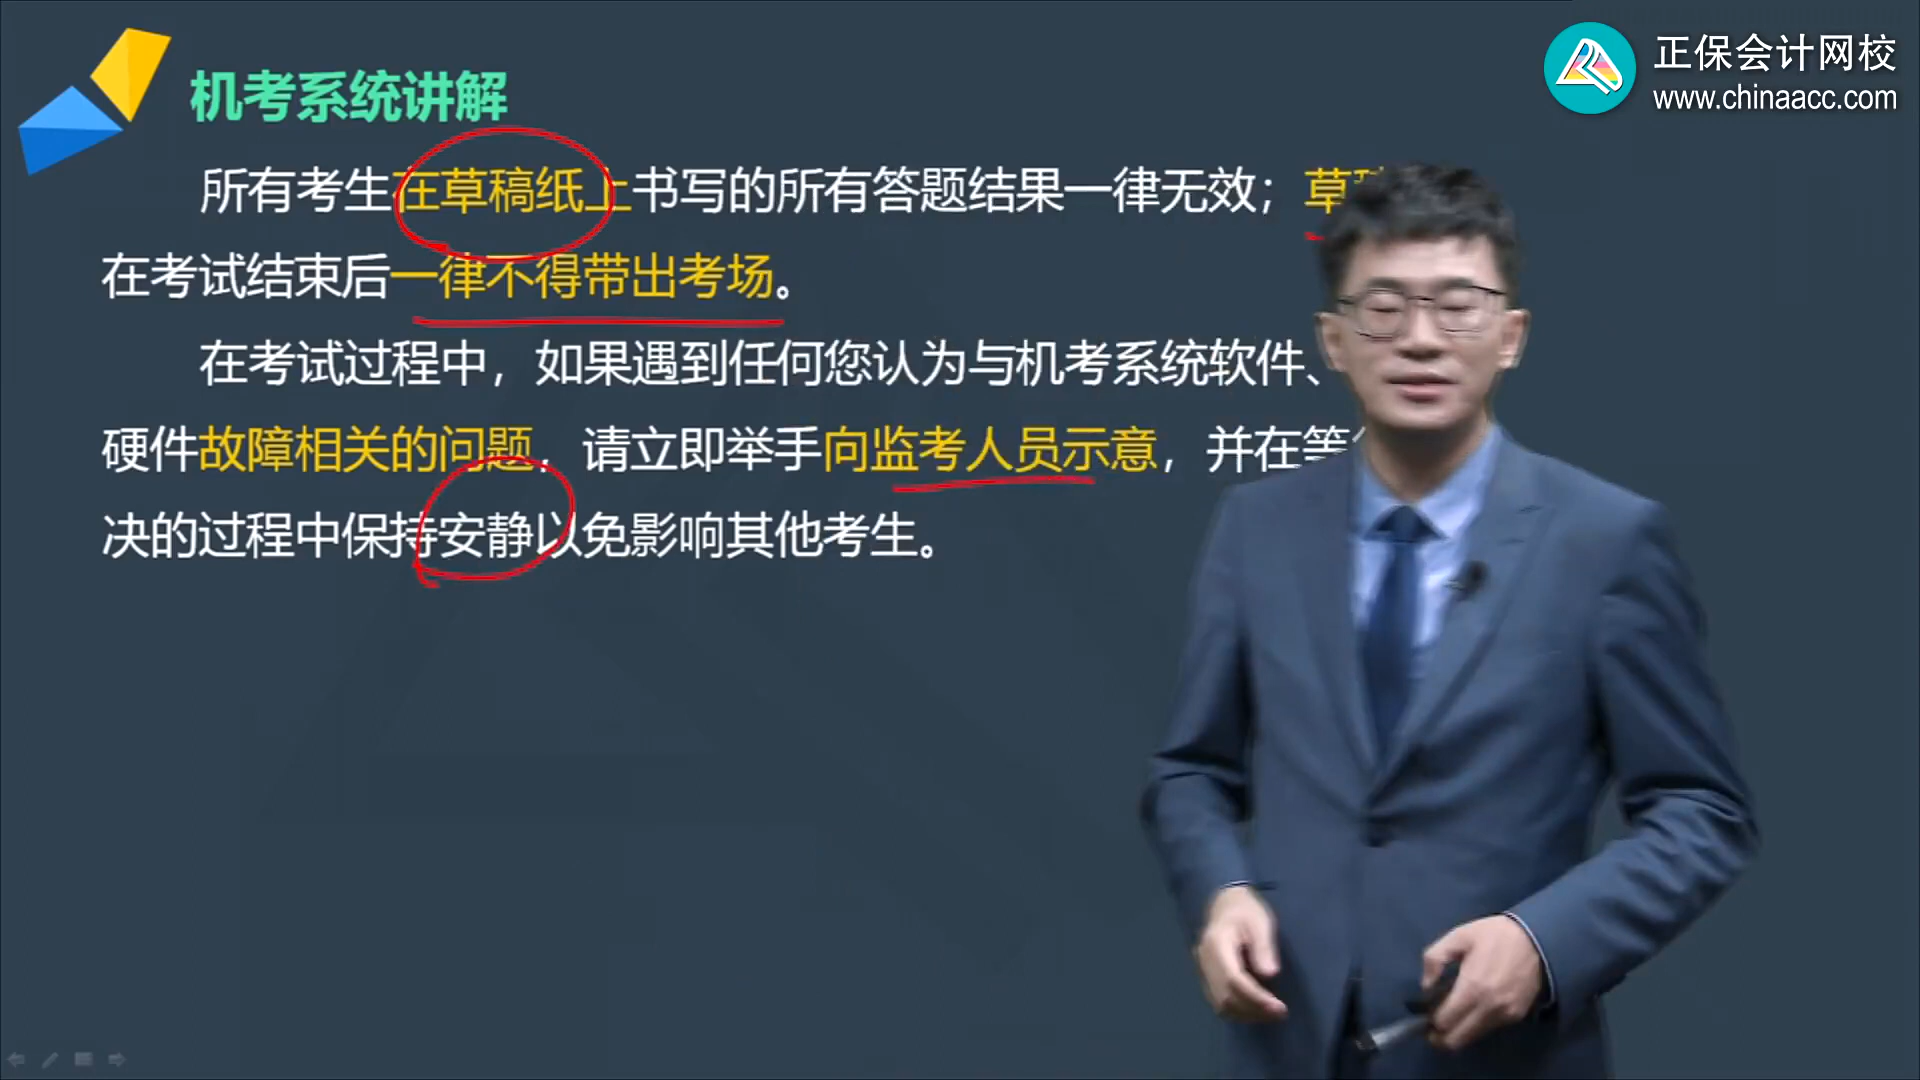 正保会计网校
www.chinaacc.com
机考系统讲解
所有考生在草稿纸上书写的所有答题结果一律无效；草
在考试结束后一律不得带出考场。
在考试过程中，如果遇到任何您认为与机考系统软件、
硬件故障相关的问题，请立即举手向监考人员示意，并在等
决的过程中保持安静以免影响其他考生。